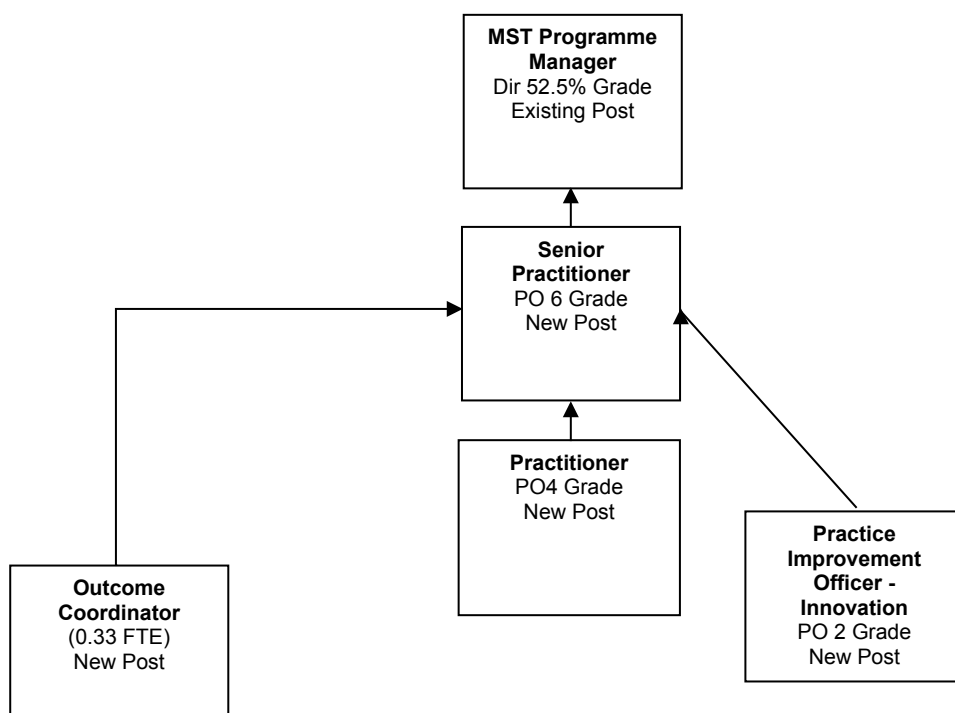 MST Programme
Manager
Dir 52.5% Grade
Existing Post
Senior
Practitioner
PO 6 Grade
New Post
Practitioner
PO4 Grade
New Post
Outcome
Coordinator
(0.33 FTE)
New Post
Practice
Improvement
Officer -
Innovation
PO 2 Grade
New Post